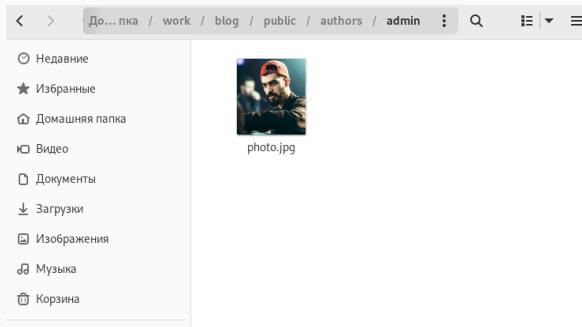 До… пка / work / blog / public / authors / admin
Недавние
Избранные
Домашняя папка
Видео
Документы
Загрузки
Изображения
Музыка
Корзина
photo.jpg